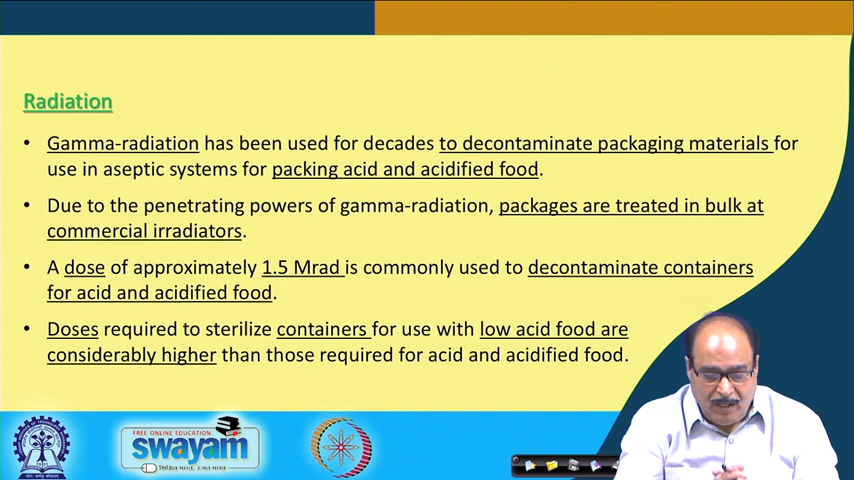 Radiation
• Gamma-radiation has been used for decades to decontaminate packaging materials for
use in aseptic systems for packing acid and acidified food.
• Due to the penetrating powers of gamma-radiation, packages are treated in bulk at
commercial irradiators.
• A dose of approximately 1.5 Mrad is commonly used to decontaminate containers
for acid and acidified food.
• Doses required to sterilize containers for use with low acid food are
considerably higher than those required for acid and acidified food.
FREE ONLINE EDUCATION
swayam
शिक्षित भारत, उन्नत भारत